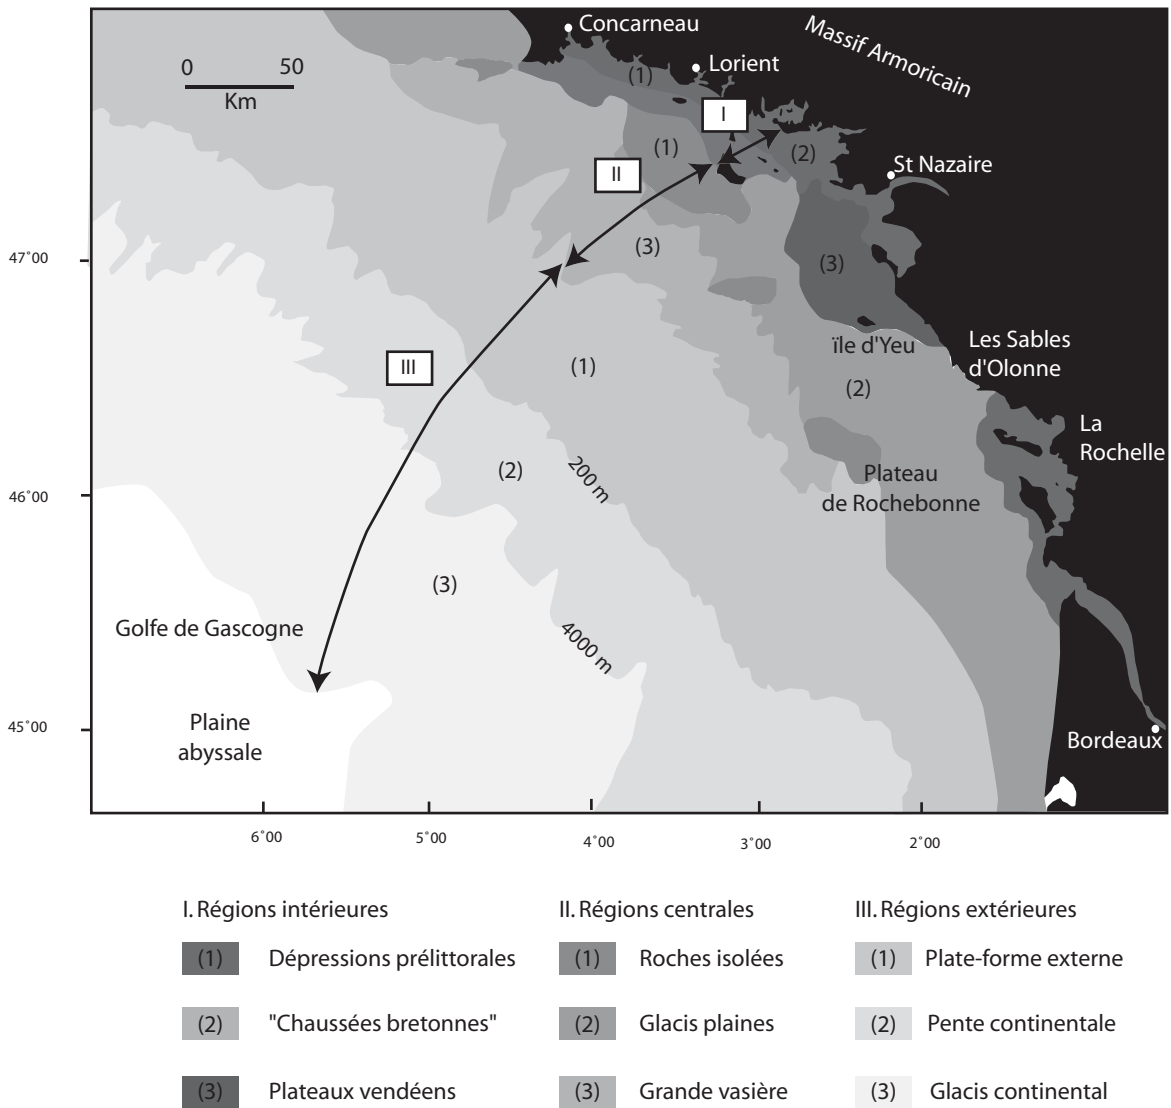 Concarneau
Massif Armoricain
0 50
Km
Lorient
(1)
I
(1)
(2)
II
St Nazaire
(3)
47°00
(3)
ïle d'Yeu
Les Sables
d'Olonne
III
(1)
(2)
La
Rochelle
(2)
200 m
Plateau
de Rochebonne
46°00
(3)
Golfe de Gascogne
4000 m
Plaine
abyssale
45°00
Bordeaux
6°00 5°00 4°00 3°00 2°00
I. Régions intérieures
(1) Dépressions prélittorales
(2) "Chaussées bretonnes"
(3) Plateaux vendéens
II. Régions centrales
(1) Roches isolées
(2) Glacis plaines
(3) Grande vasière
III. Régions extérieures
(1) Plate-forme externe
(2) Pente continentale
(3) Glacis continental